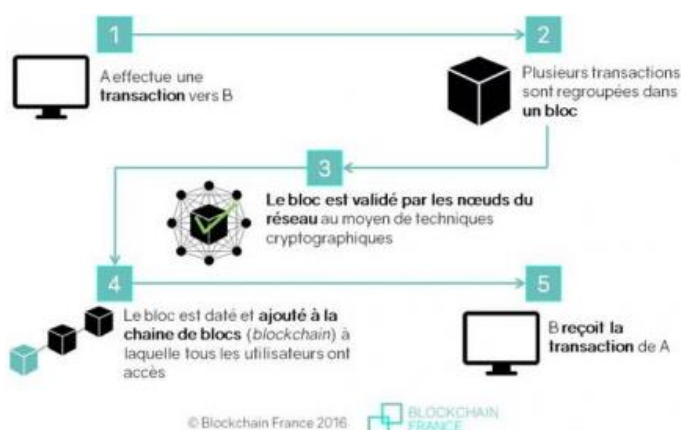 1
A effectue une
transaction vers B
2
Plusieurs transactions
sont regroupées dans
un bloc
3
Le bloc est validé par les nœuds du
réseau au moyen de techniques
cryptographiques
4
Le bloc est daté et ajouté à la
chaine de blocs (blockchain) à
laquelle tous les utilisateurs ont
accès
5
B reçoit la
transaction de A
© Blockchain France 2016
BLOCKCHAIN
FRANCE